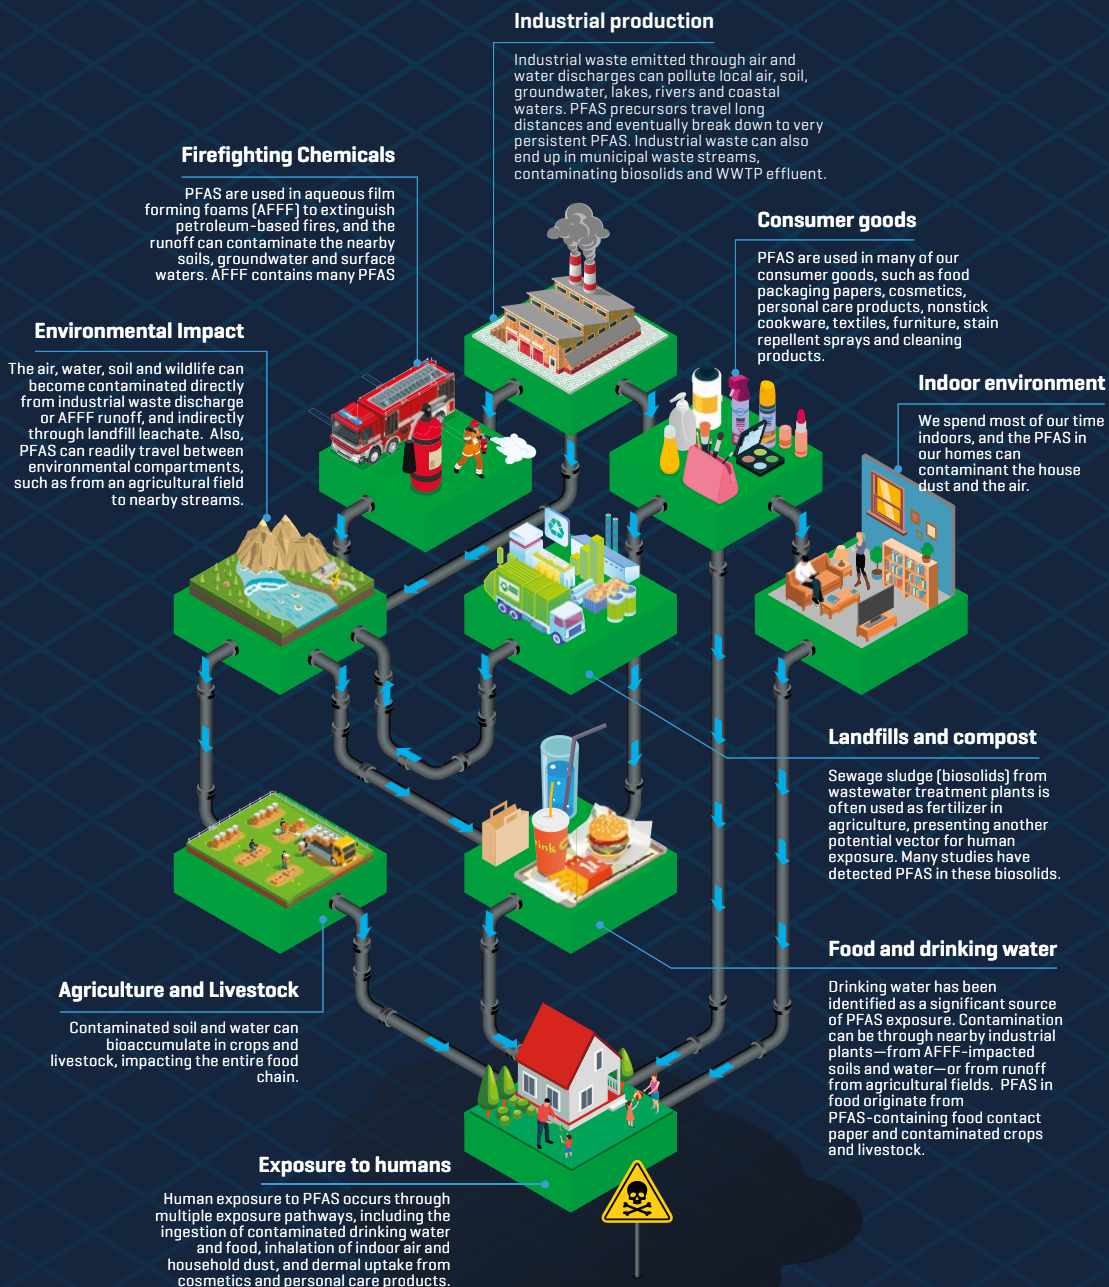 Industrial production
Industrial waste emitted through air and
water discharges can pollute local air, soil,
groundwater, lakes, rivers and coastal
waters. PFAS precursors travel long
distances and eventually break down to very
persistent PFAS. Industrial waste can also
end up in municipal waste streams,
contaminating biosolids and WWTP effluent.
Firefighting Chemicals
PFAS are used in aqueous film
forming foams (AFFF) to extinguish
petroleum-based fires, and the
runoff can contaminate the nearby
soils, groundwater and surface
waters. AFFF contains many PFAS
Consumer goods
PFAS are used in many of our
consumer goods, such as food
packaging papers, cosmetics,
personal care products, nonstick
cookware, textiles, furniture, stain
repellent sprays and cleaning
products.
Environmental Impact
The air, water, soil and wildlife can
become contaminated directly
from industrial waste discharge
or AFFF runoff, and indirectly
through landfill leachate. Also,
PFAS can readily travel between
environmental compartments,
such as from an agricultural field
to nearby streams.
Indoor environment
We spend most of our time
indoors, and the PFAS in
our homes can
contaminant the house
dust and the air.
Landfills and compost
Sewage sludge (biosolids) from
wastewater treatment plants is
often used as fertilizer in
agriculture, presenting another
potential vector for human
exposure. Many studies have
detected PFAS in these biosolids.
Food and drinking water
Drinking water has been
identified as a significant source
of PFAS exposure. Contamination
can be through nearby industrial
plants—from AFFF-impacted
soils and water—or from runoff
from agricultural fields. PFAS in
food originate from
PFAS-containing food contact
paper and contaminated crops
and livestock.
Agriculture and Livestock
Contaminated soil and water can
bioaccumulate in crops and
livestock, impacting the entire food
chain.
Exposure to humans
Human exposure to PFAS occurs through
multiple exposure pathways, including the
ingestion of contaminated drinking water
and food, inhalation of indoor air and
household dust, and dermal uptake from
cosmetics and personal care products.